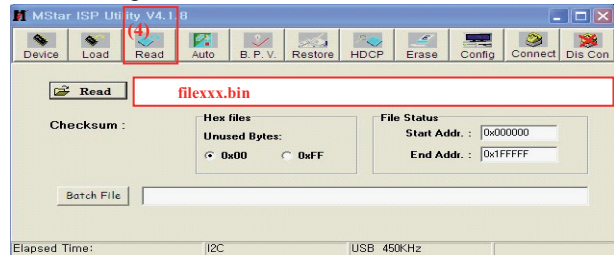 MStar ISP Utility V4.1.8
(4)
Device Load Read Auto B. P. V. Restore HDCP Erase Config Connect Dis Con
Read filexxx.bin
Checksum :
Hex files
Unused Bytes:
0x00 0xFF
File Status
Start Addr. : 0x000000
End Addr. : 0x1FFFFF
Batch File
Elapsed Time: I2C USB 450KHz